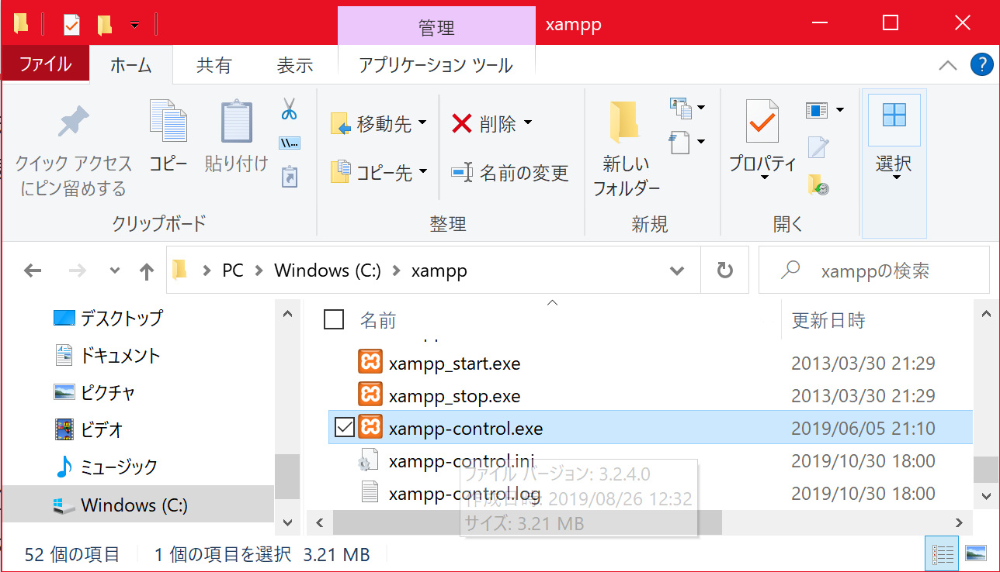 管理
xampp
ファイル
ホーム
共有
表示
アプリケーション ツール
?
クイック アクセス
にピン留めする
コピー
貼り付け
クリップボード
移動先
コピー先
削除
名前の変更
整理
新しい
フォルダー
新規
プロパティ
開く
選択
PC
Windows (C:)
xampp
xamppの検索
デスクトップ
ドキュメント
ピクチャ
ビデオ
ミュージック
Windows (C:)
名前
更新日時
xampp_start.exe
2013/03/30 21:29
xampp_stop.exe
2013/03/30 21:29
xampp-control.exe
2019/06/05 21:10
xampp-control.ini
2019/10/30 18:00
xampp-control.log
2019/10/30 18:00
ファイル バージョン: 3.2.4.0
作成日時: 2019/08/26 12:32
サイズ: 3.21 MB
52 個の項目
1 個の項目を選択 3.21 MB